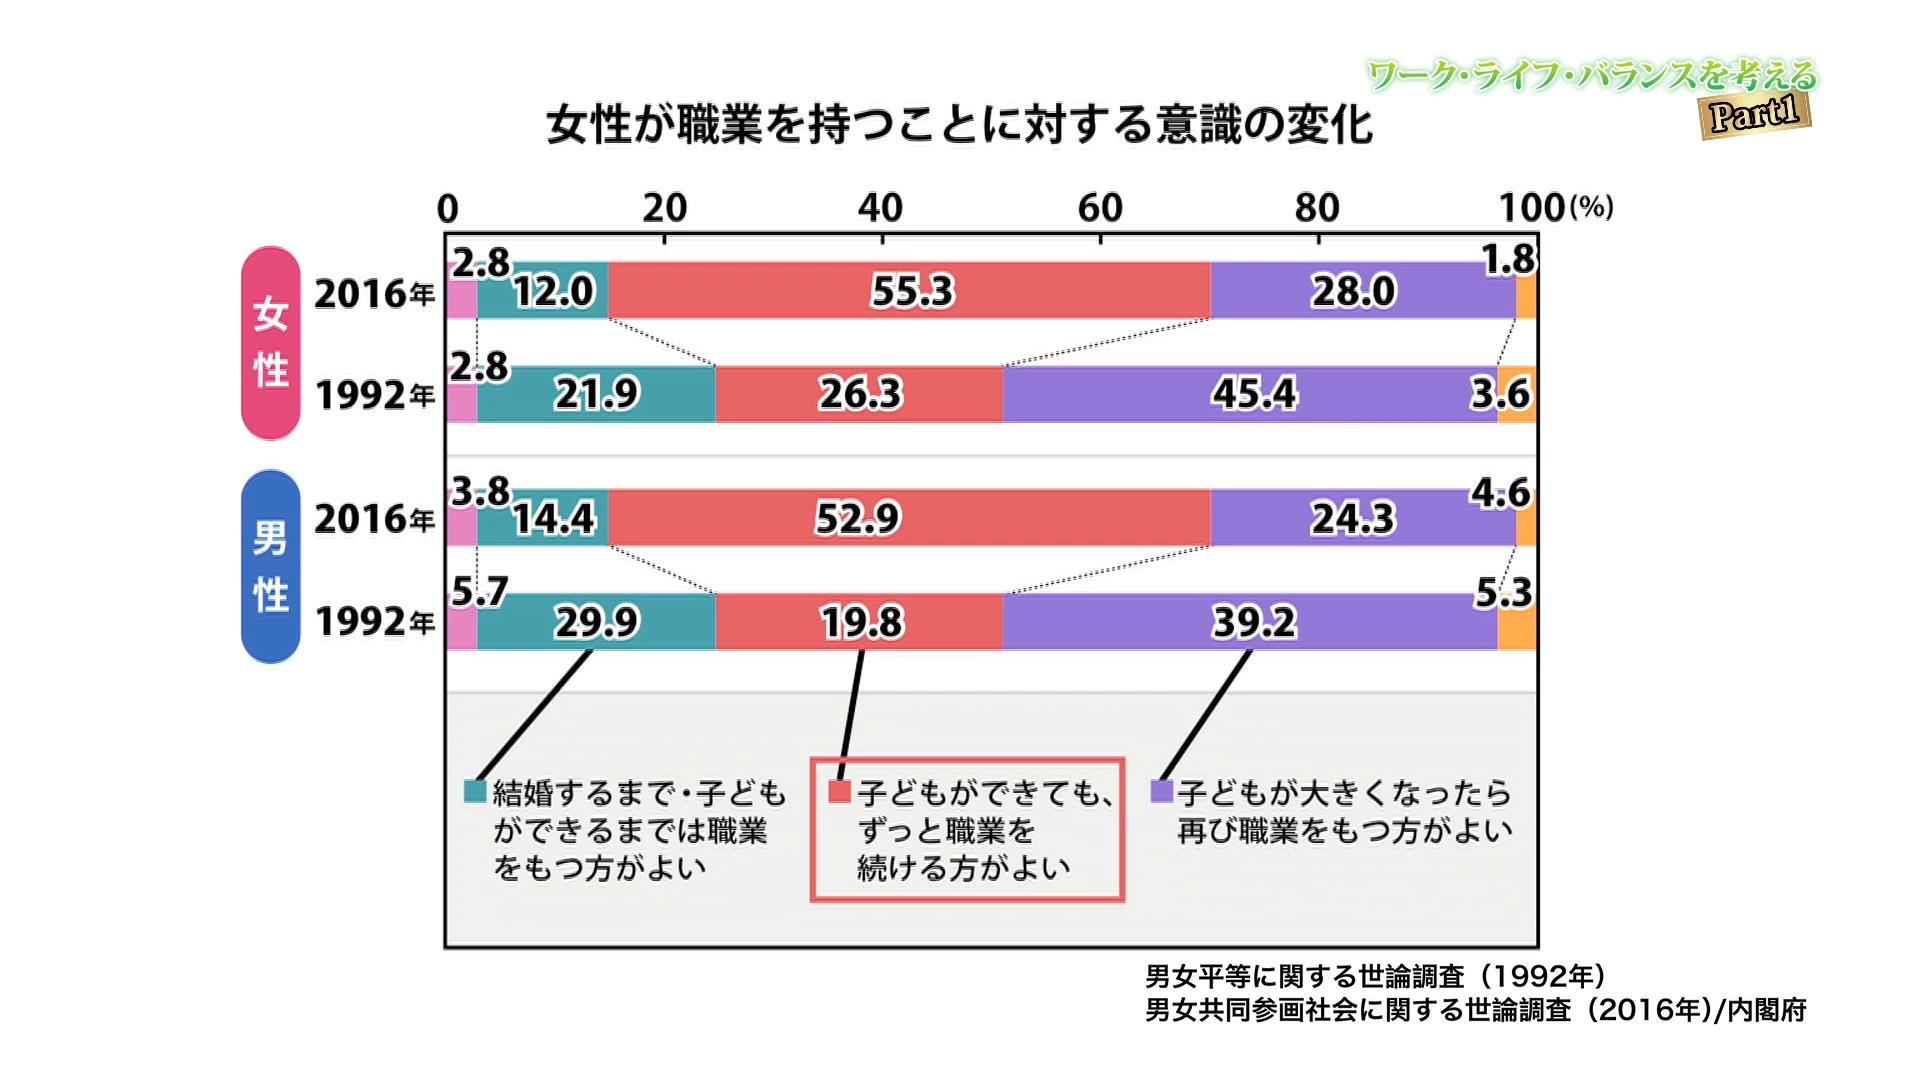 ワーク・ライフ・バランスを考える
Part1
女性が職業を持つことに対する意識の変化
0 20 40 60 80 100(%)
女性
2016年 2.8 12.0 55.3 28.0 1.8
1992年 2.8 21.9 26.3 45.4 3.6
男性
2016年 3.8 14.4 52.9 24.3 4.6
1992年 5.7 29.9 19.8 39.2 5.3
結婚するまで・子ども
ができるまでは職業
をもつ方がよい
子どもができても、
ずっと職業を
続ける方がよい
子どもが大きくなったら
再び職業をもつ方がよい
男女平等に関する世論調査（1992年）
男女共同参画社会に関する世論調査（2016年）/内閣府